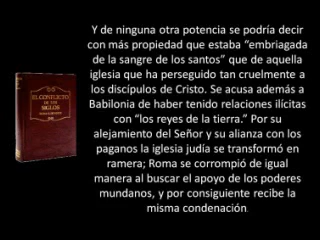 Y de ninguna otra potencia se podría decir
con más propiedad que estaba “embriagada
de la sangre de los santos” que de aquella
iglesia que ha perseguido tan cruelmente a
los discípulos de Cristo. Se acusa además a
Babilonia de haber tenido relaciones ilícitas
con “los reyes de la tierra.” Por su
alejamiento del Señor y su alianza con los
paganos la iglesia judía se transformó en
ramera; Roma se corrompió de igual
manera al buscar el apoyo de los poderes
mundanos, y por consiguiente recibe la
misma condenación.
EL CONFLICTO
DE LOS
SIGLOS